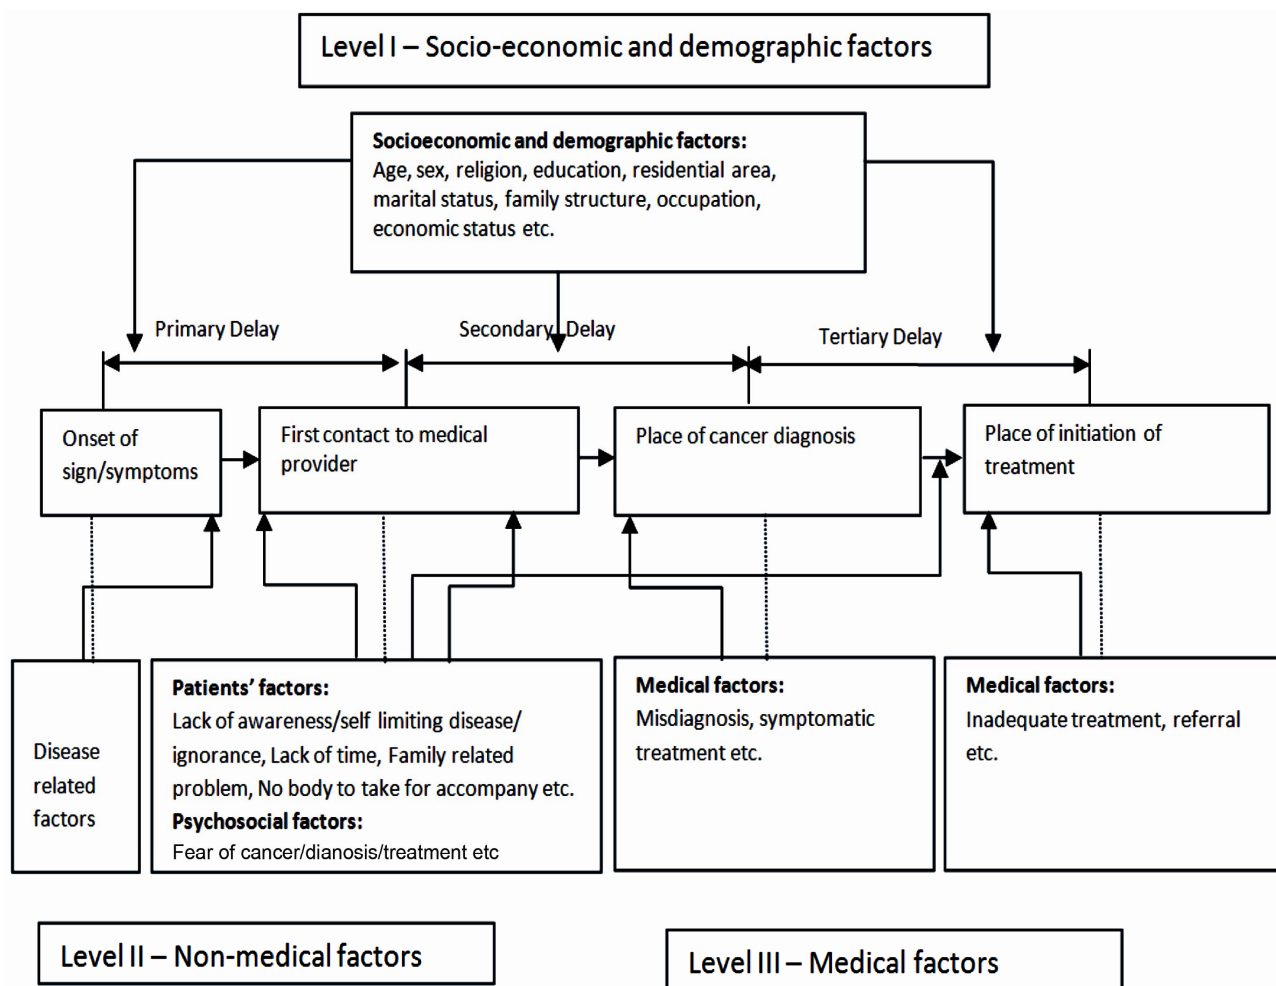 Level I – Socio-economic and demographic factors
Socioeconomic and demographic factors:
Age, sex, religion, education, residential area,
marital status, family structure, occupation,
economic status etc.
Primary Delay
Secondary Delay
Tertiary Delay
Onset of
sign/symptoms
First contact to medical
provider
Place of cancer diagnosis
Place of initiation of
treatment
Disease
related
factors
Patients’ factors:
Lack of awareness/self limiting disease/
ignorance, Lack of time, Family related
problem, No body to take for accompany etc.
Psychosocial factors:
Fear of cancer/dianosis/treatment etc
Medical factors:
Misdiagnosis, symptomatic
treatment etc.
Medical factors:
Inadequate treatment, referral
etc.
Level II – Non-medical factors
Level III – Medical factors